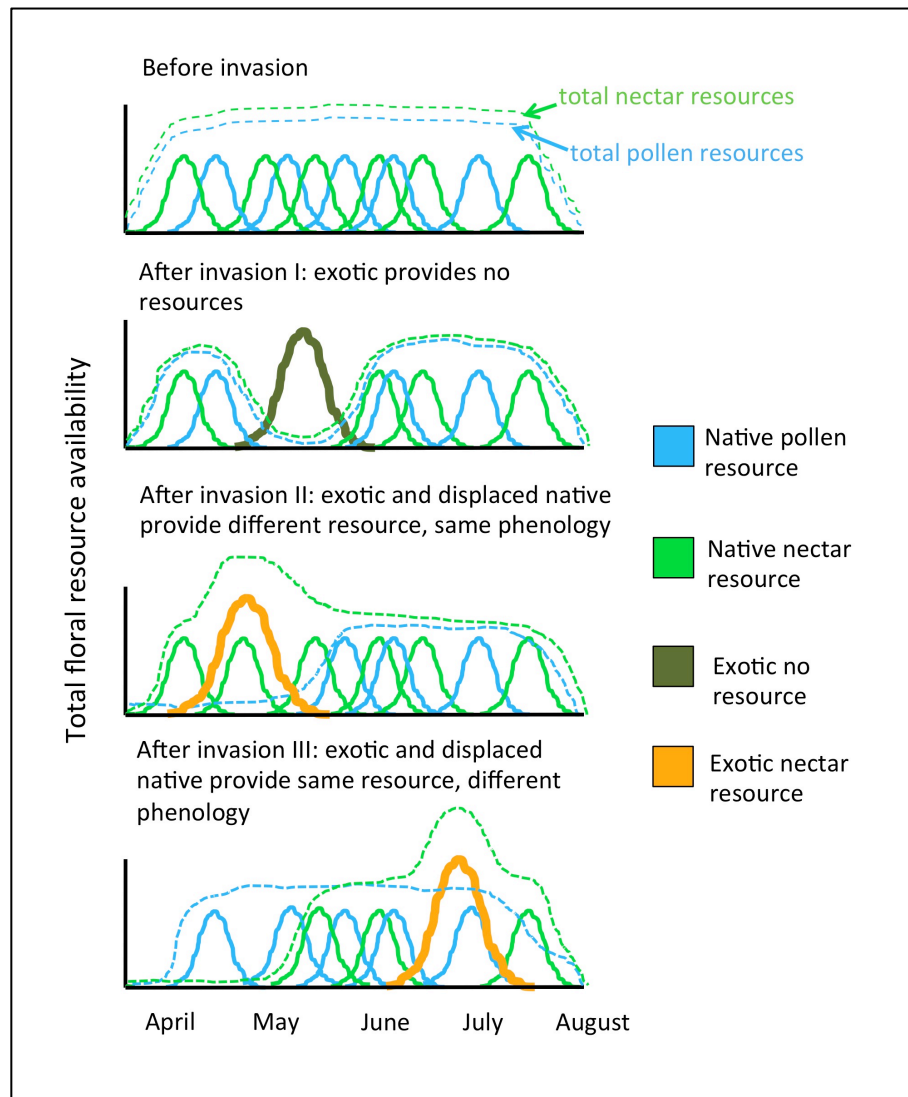 Before invasion
total nectar resources
total pollen resources
After invasion I: exotic provides no
resources
Total floral resource availability
Native pollen
resource
After invasion II: exotic and displaced native
provide different resource, same phenology
Native nectar
resource
Exotic no
resource
After invasion III: exotic and displaced
native provide same resource, different
phenology
Exotic nectar
resource
April
May
June
July
August